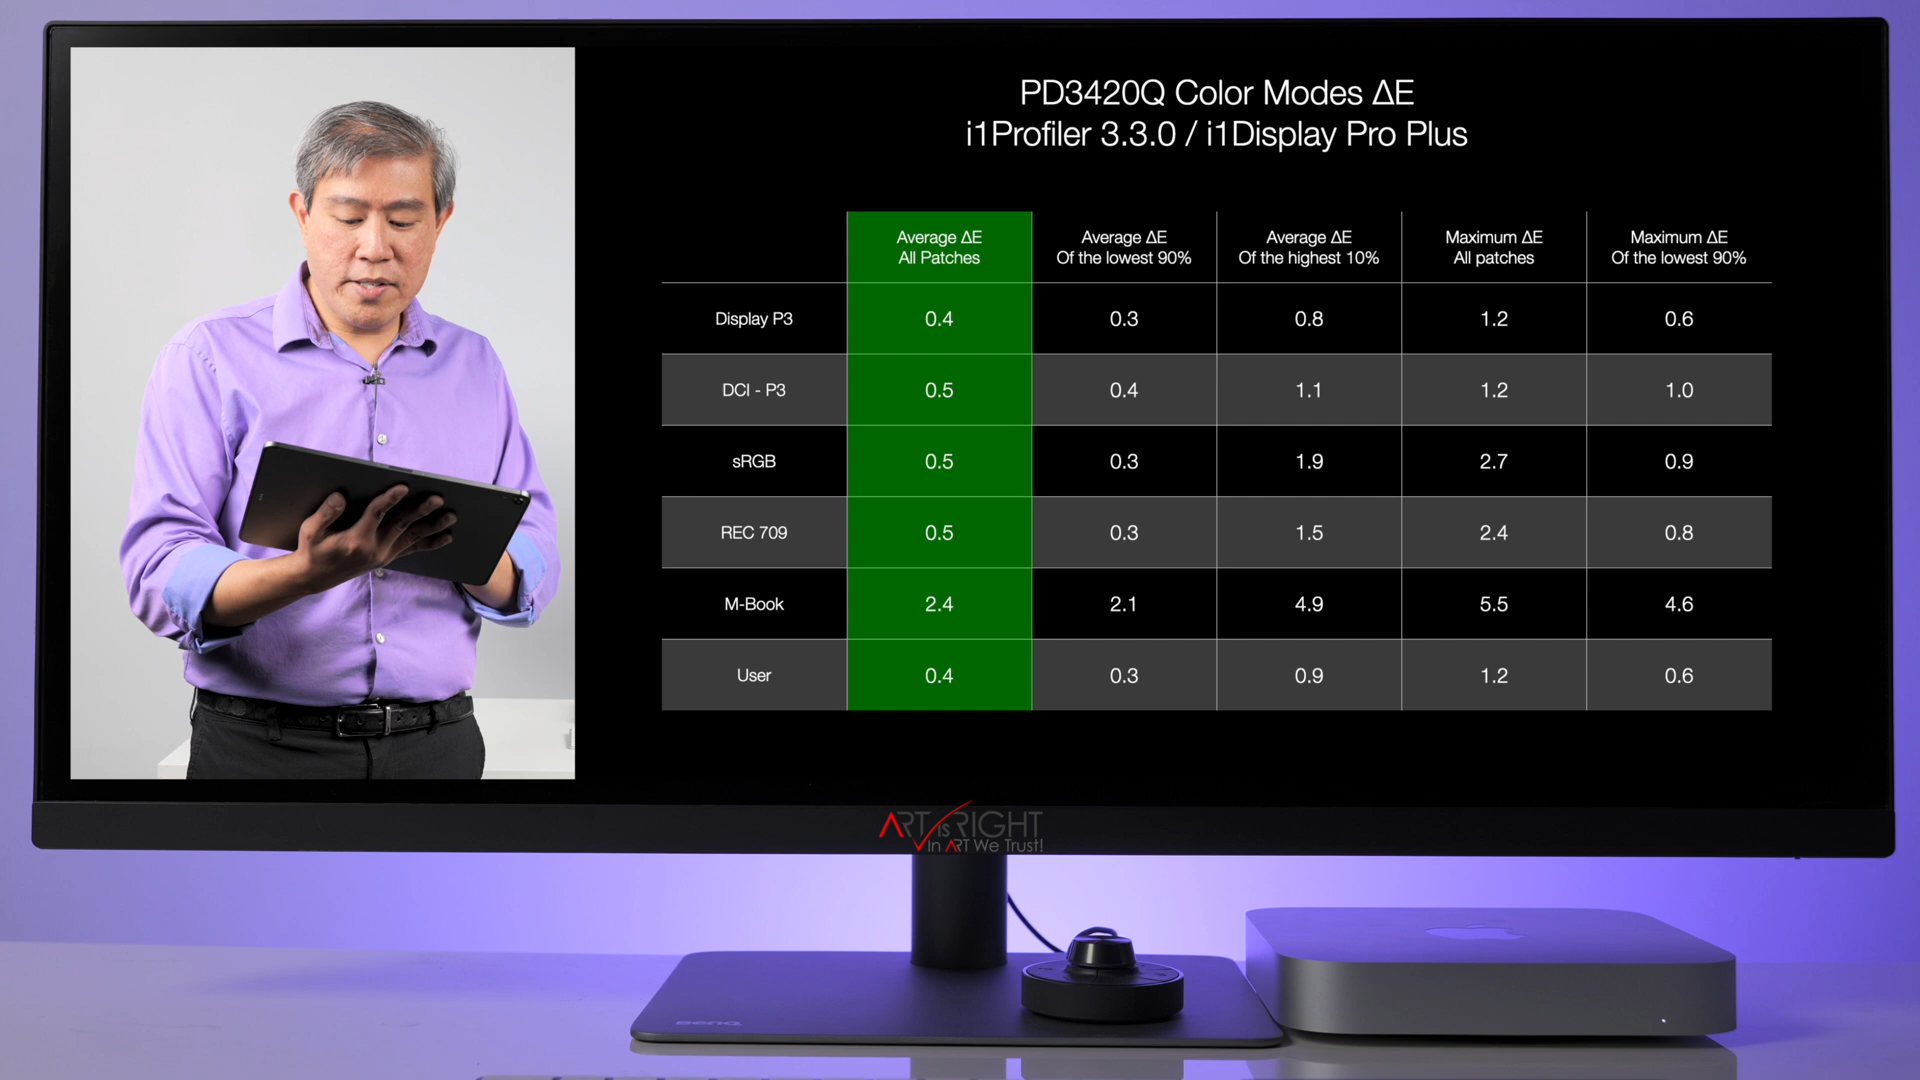 PD3420Q Color Modes ΔE
i1Profiler 3.3.0 / i1Display Pro Plus
Average ΔE All Patches
Average ΔE Of the lowest 90%
Average ΔE Of the highest 10%
Maximum ΔE All patches
Maximum ΔE Of the lowest 90%
Display P3 0.4 0.3 0.8 1.2 0.6
DCI - P3 0.5 0.4 1.1 1.2 1.0
sRGB 0.5 0.3 1.9 2.7 0.9
REC 709 0.5 0.3 1.5 2.4 0.8
M-Book 2.4 2.1 4.9 5.5 4.6
User 0.4 0.3 0.9 1.2 0.6
ART is RIGHT
In ART We Trust!
BenQ